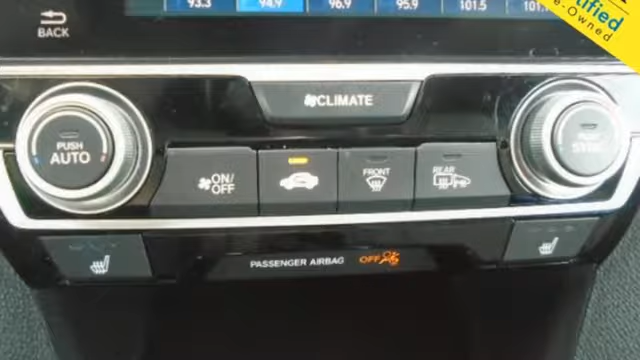 93.3 94.9 96.9 95.9 101.5
BACK
CLIMATE
PUSH
AUTO
ON/
OFF
FRONT
REAR
SYNC
PASSENGER AIRBAG OFF